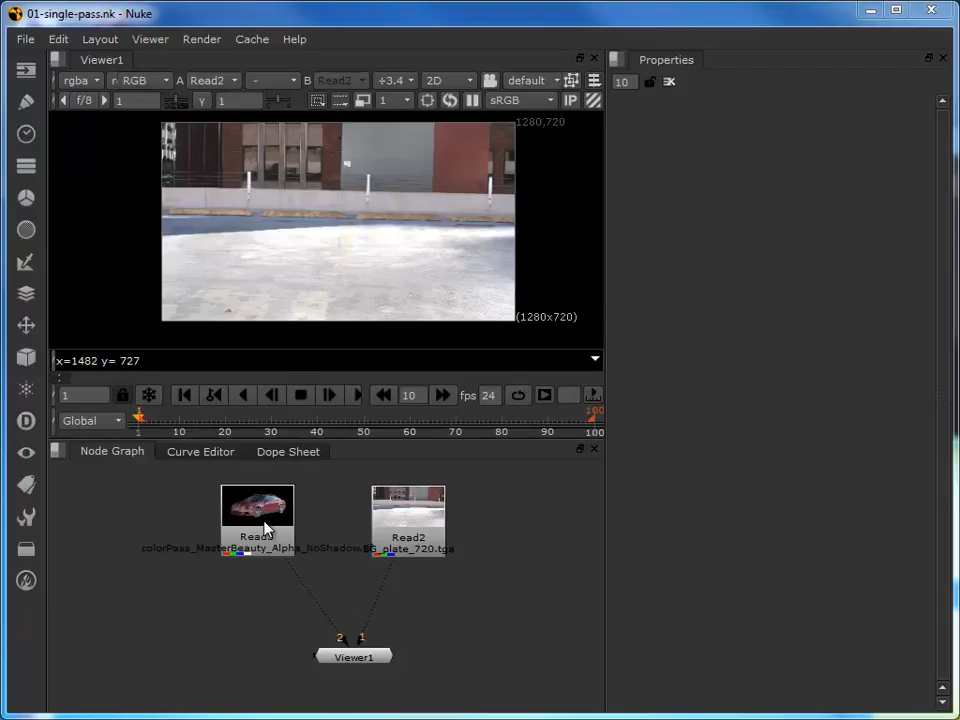 01-single-pass.nk - Nuke
File Edit Layout Viewer Render Cache Help
Viewer1
rgba RGB A Read2 - B Read2 ÷3.4 2D default
f/8 1 y 1 1 sRGB IP
1280,720
(1280x720)
x=1482 y= 727
1 10 fps 24
Global 1 10 20 30 40 50 60 70 80 90 100 100
Node Graph Curve Editor Dope Sheet
Read2
colorPass_MasterBeauty_Alpha_NoShadow
_plate_720.tga
2 1
Viewer1
Properties
10